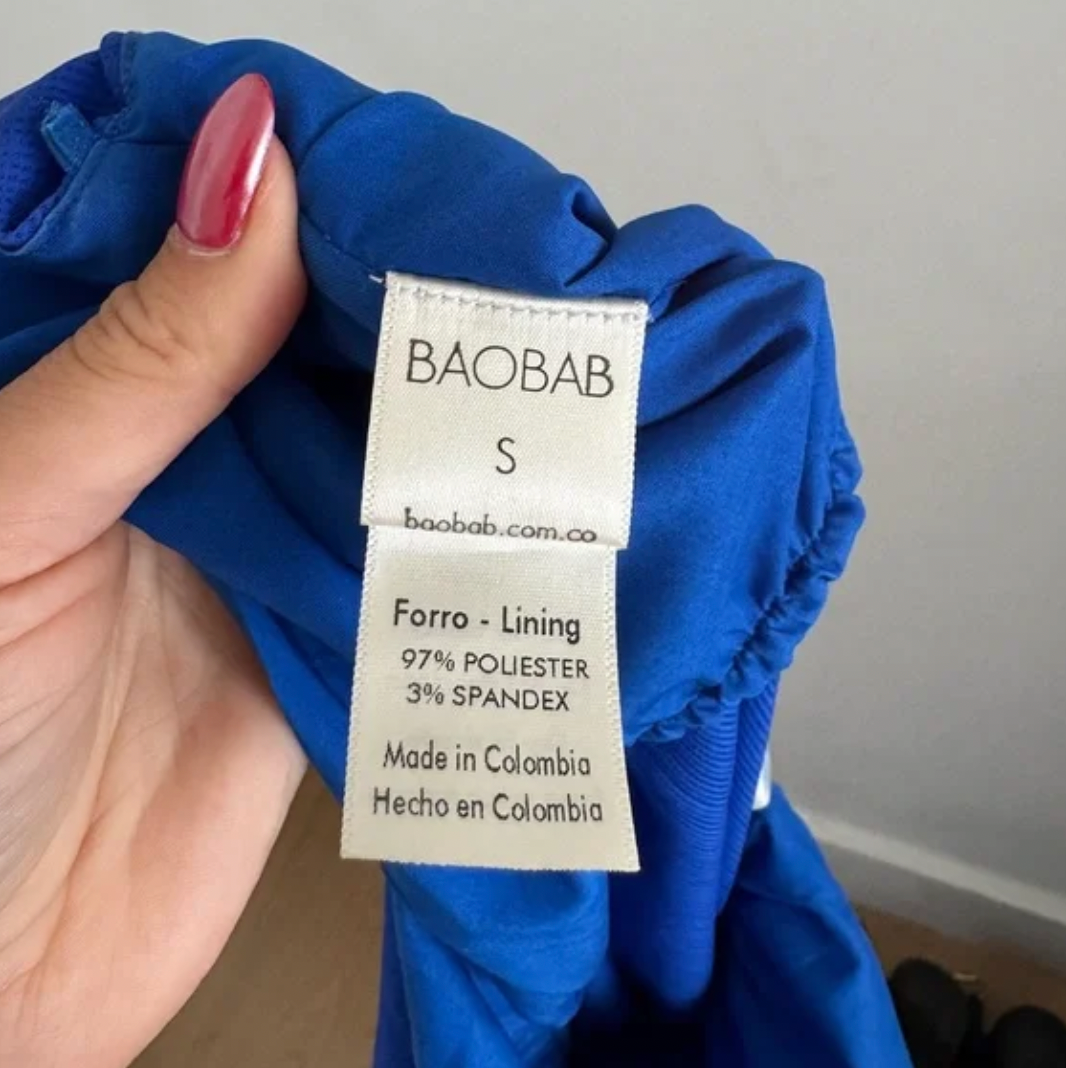 BAOBAB
S
baobab.com.co
Forro - Lining
97% POLIESTER
3% SPANDEX
Made in Colombia
Hecho en Colombia